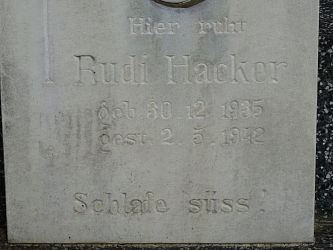 Hier ruht
Rudi Hacker
geb. 30. 12. 1935
gest. 2. 5. 1942
Schlafe süss!